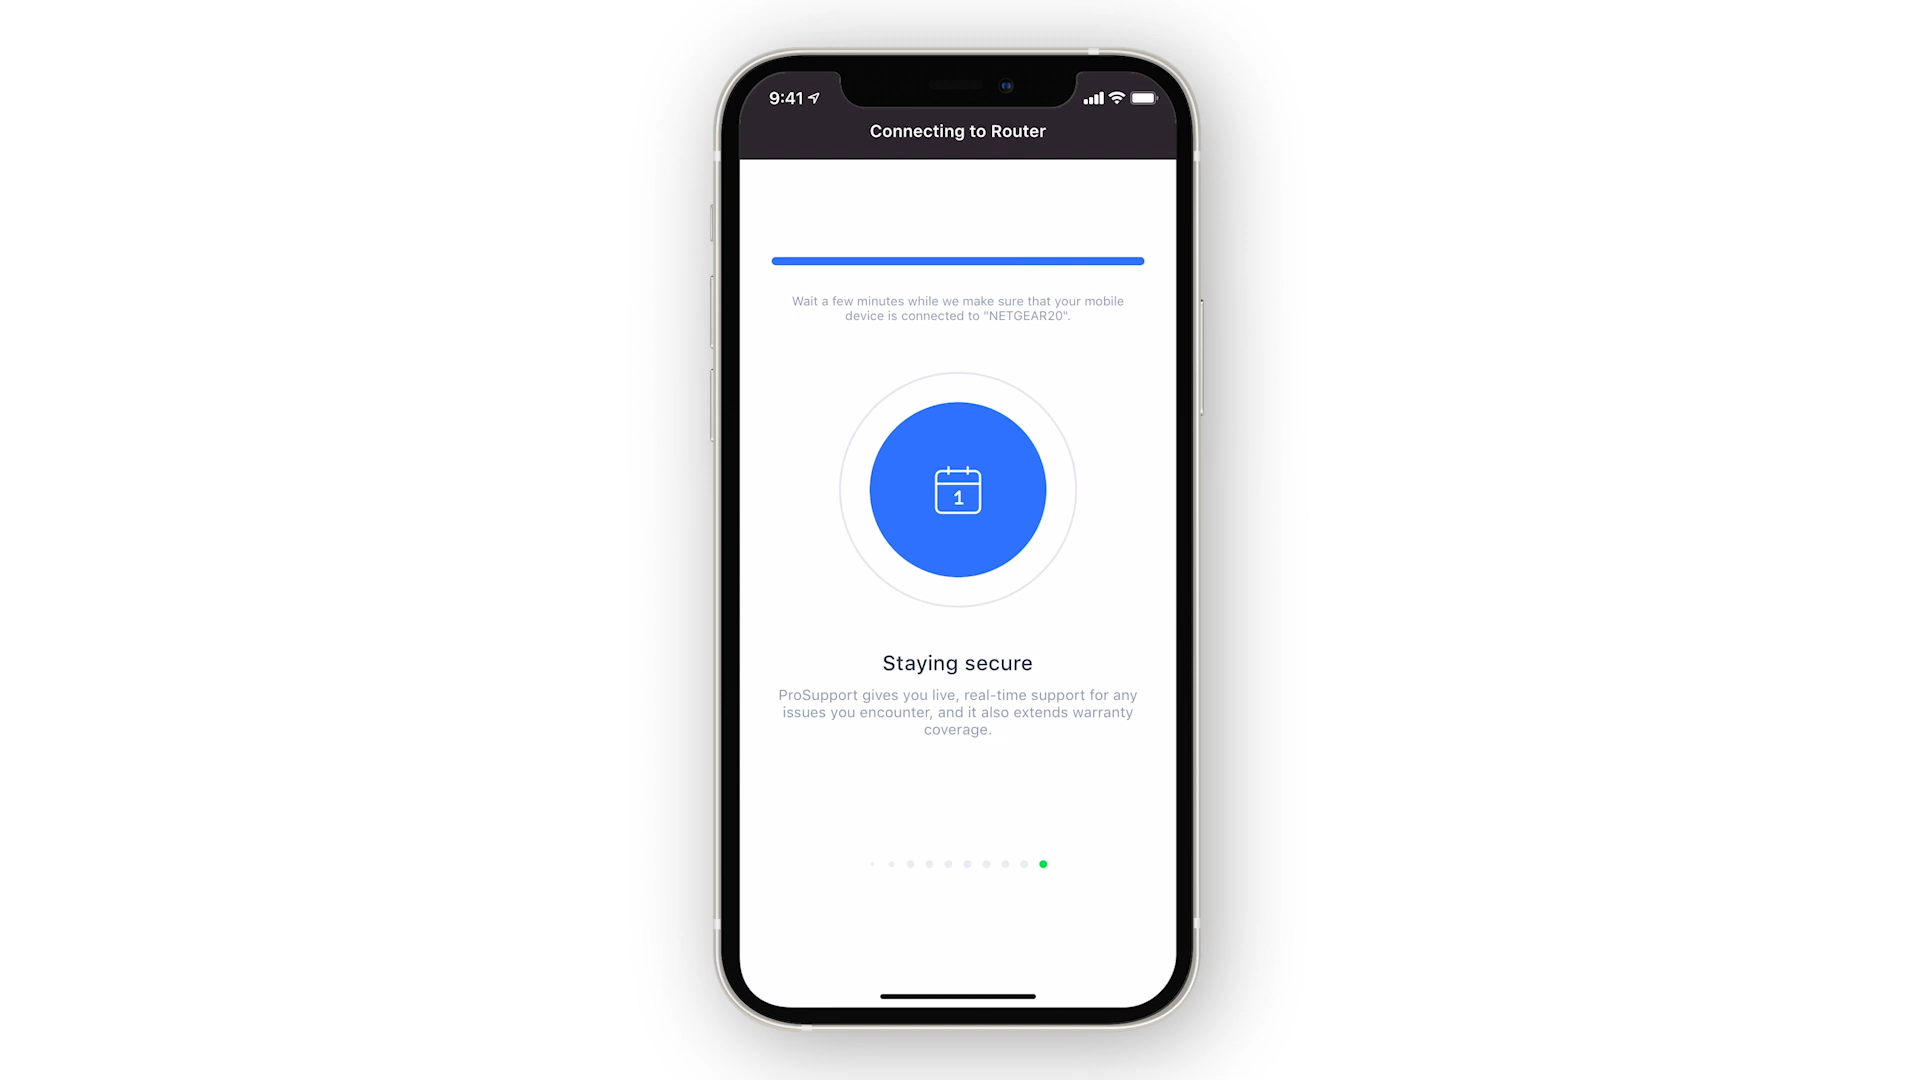 9:41
Connecting to Router
Wait a few minutes while we make sure that your mobile
device is connected to "NETGEAR20".
1
Staying secure
ProSupport gives you live, real-time support for any
issues you encounter, and it also extends warranty
coverage.